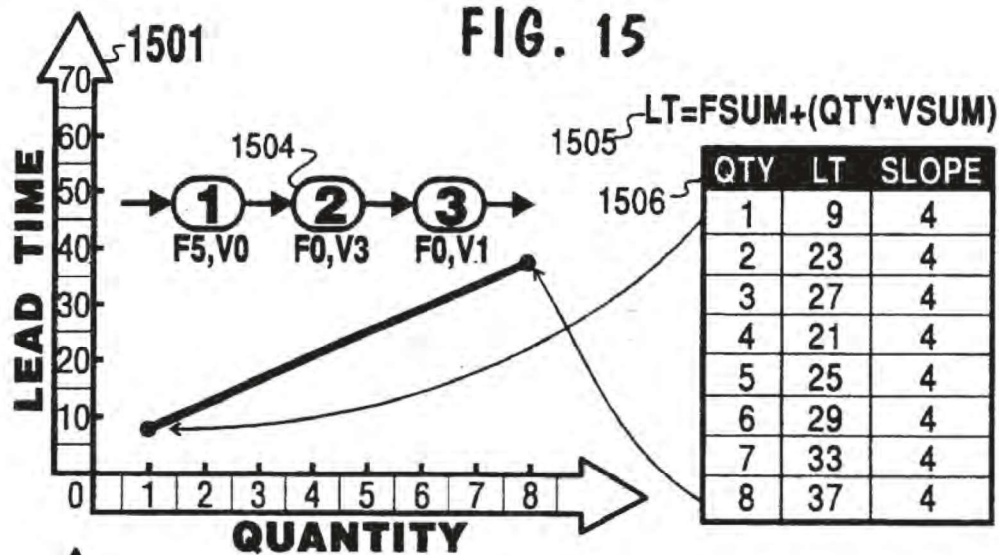 FIG. 15
1501
LEAD TIME
70
60
50
40
30
20
10
0
1 2 3 4 5 6 7 8
QUANTITY
1504
1 2 3
F5,V0 F0,V3 F0,V1
1505 LT=FSUM+(QTY*VSUM)
1506
QTY LT SLOPE
1 9 4
2 23 4
3 27 4
4 21 4
5 25 4
6 29 4
7 33 4
8 37 4